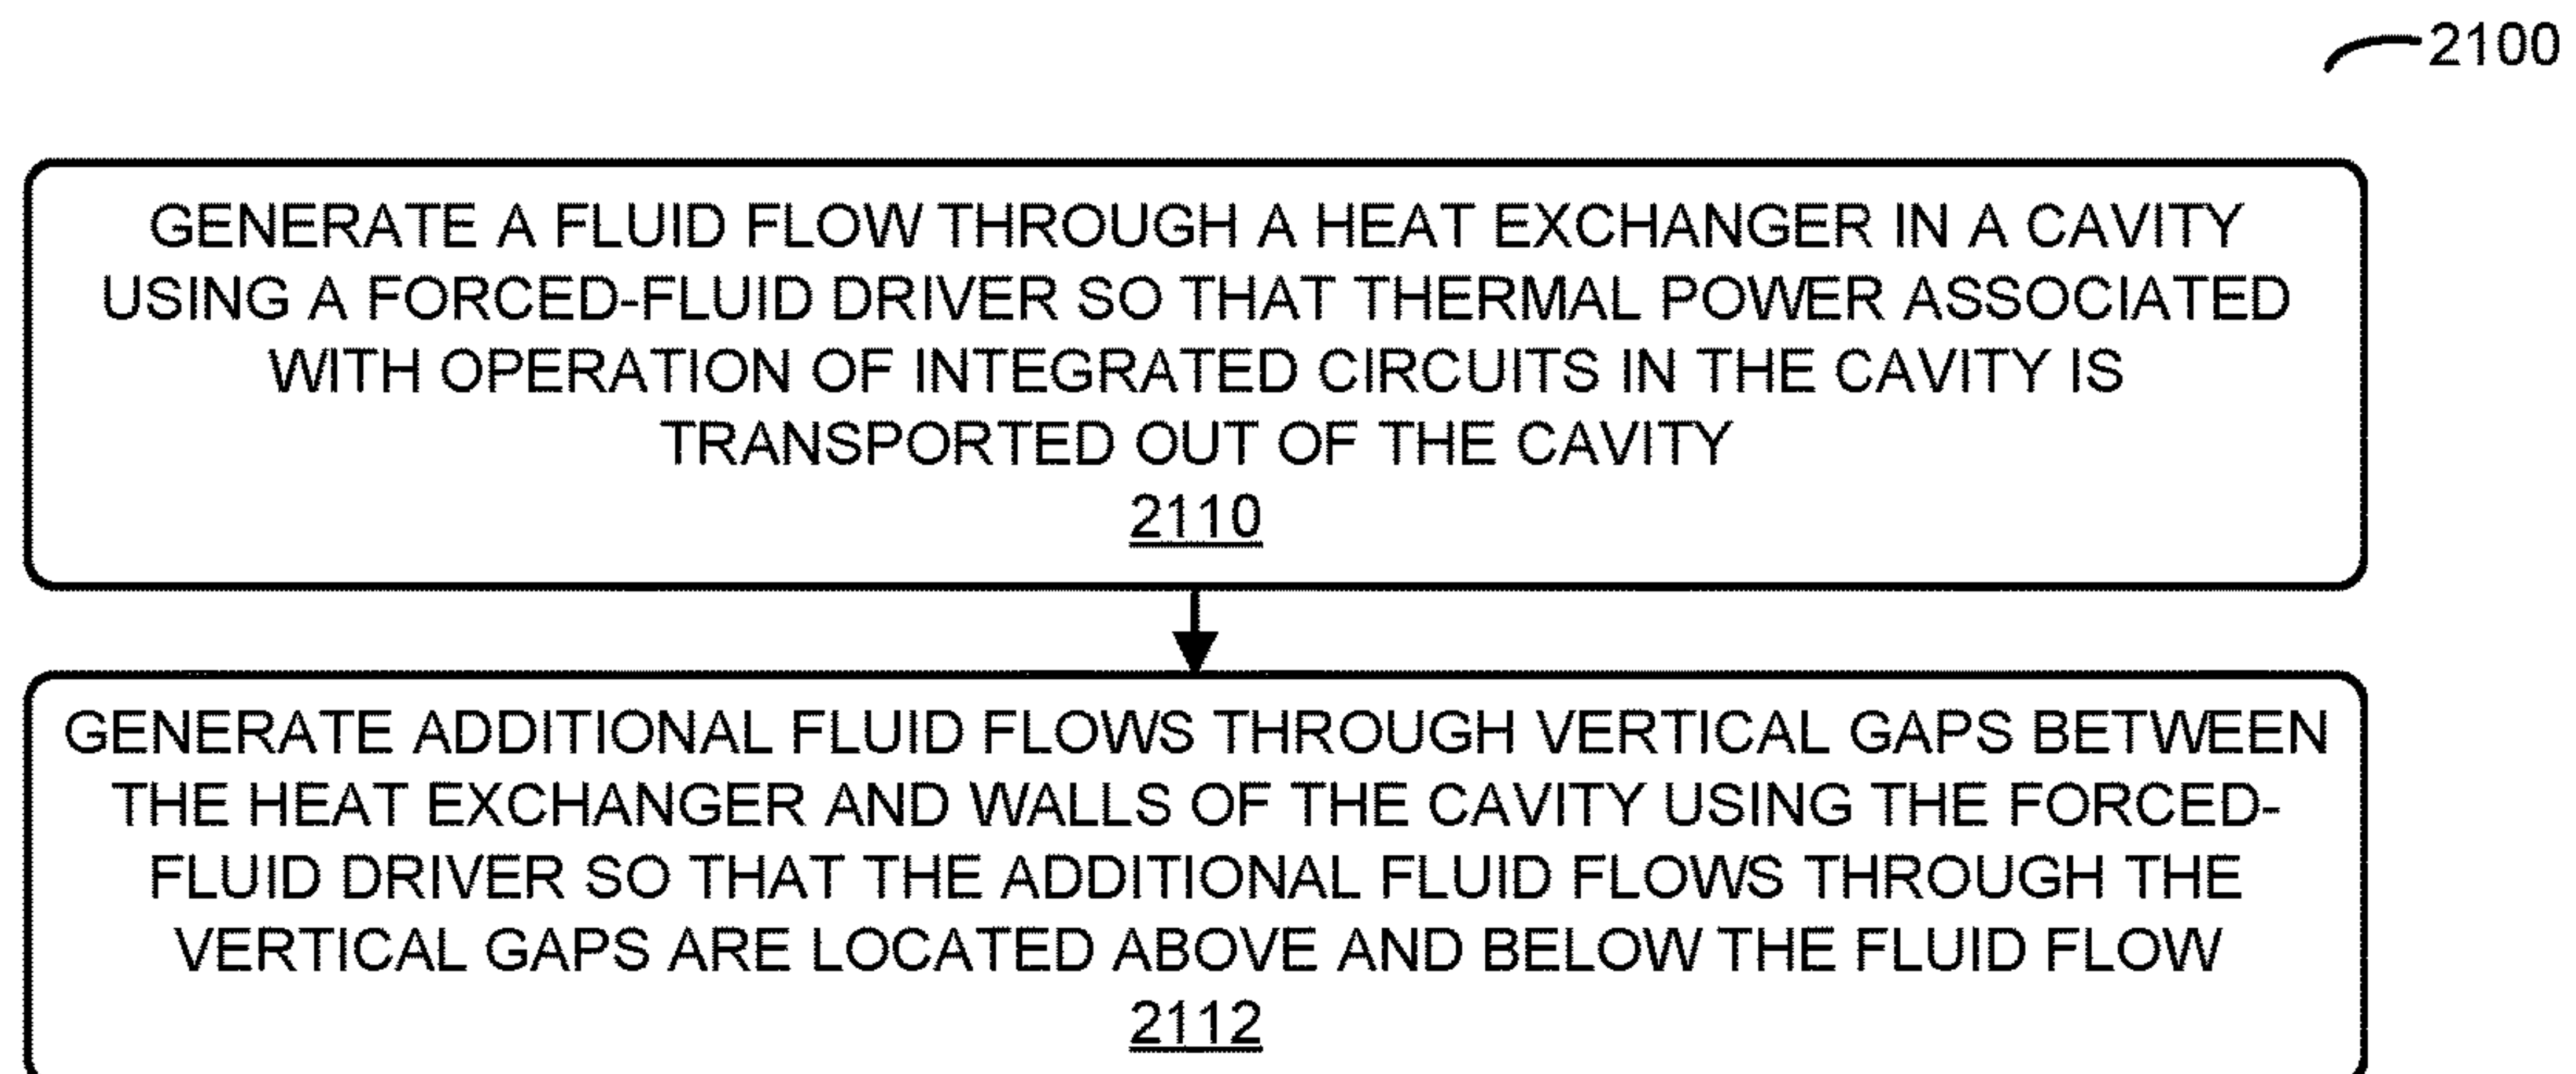 2100
GENERATE A FLUID FLOW THROUGH A HEAT EXCHANGER IN A CAVITY
USING A FORCED-FLUID DRIVER SO THAT THERMAL POWER ASSOCIATED
WITH OPERATION OF INTEGRATED CIRCUITS IN THE CAVITY IS
TRANSPORTED OUT OF THE CAVITY
2110
GENERATE ADDITIONAL FLUID FLOWS THROUGH VERTICAL GAPS BETWEEN
THE HEAT EXCHANGER AND WALLS OF THE CAVITY USING THE FORCED-
FLUID DRIVER SO THAT THE ADDITIONAL FLUID FLOWS THROUGH THE
VERTICAL GAPS ARE LOCATED ABOVE AND BELOW THE FLUID FLOW
2112